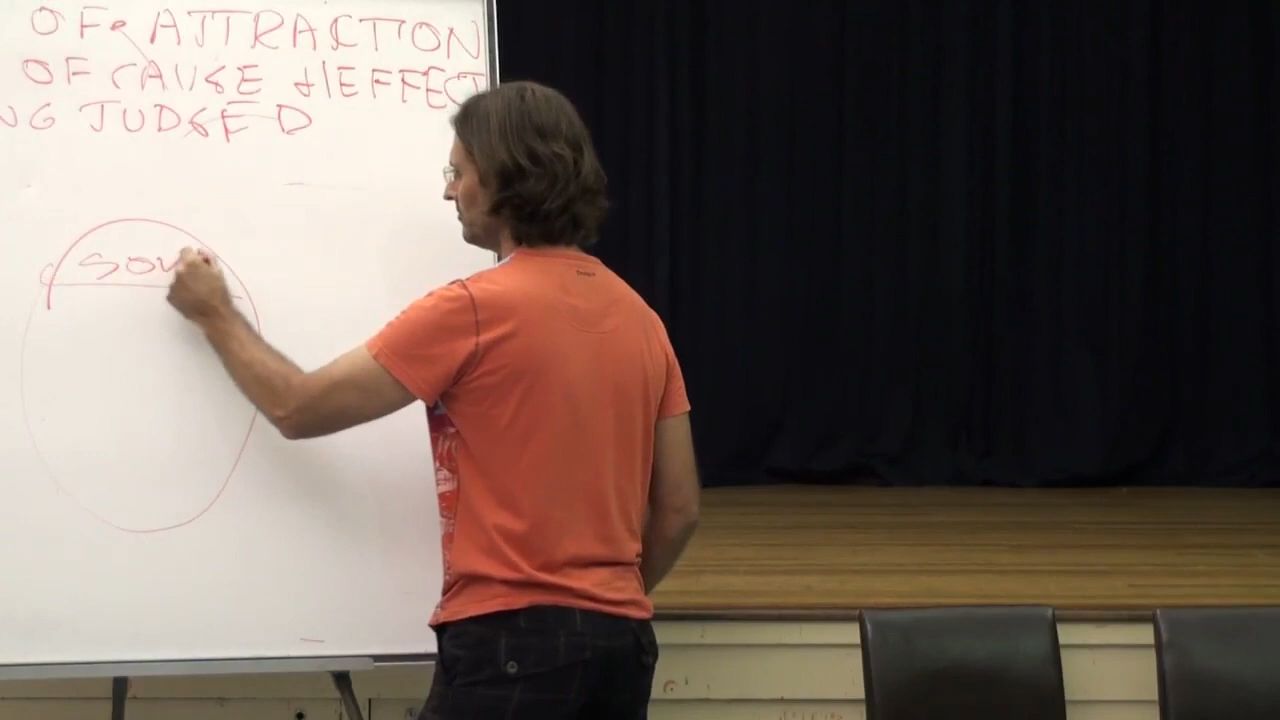 OF ATTRACTION
OF CAUSE + EFFECT
NG JUDGED
SOU